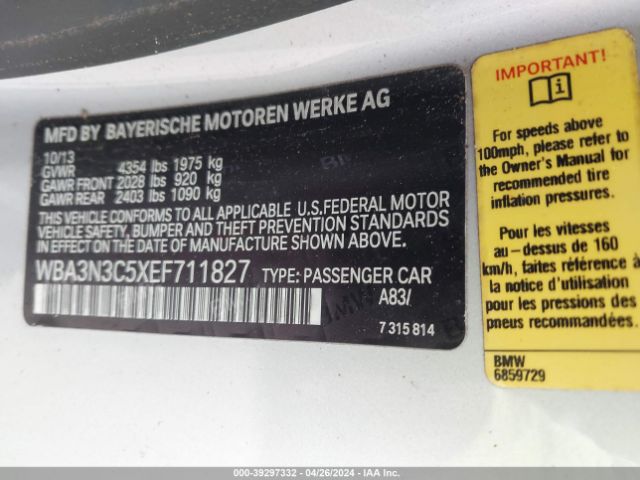 MFD BY BAYERISCHE MOTOREN WERKE AG
10/13
GVWR 4354 lbs 1975 kg
GAWR FRONT 2028 lbs 920 kg
GAWR REAR 2403 lbs 1090 kg
THIS VEHICLE CONFORMS TO ALL APPLICABLE U.S.FEDERAL MOTOR
VEHICLE SAFETY, BUMPER AND THEFT PREVENTION STANDARDS
IN EFFECT ON THE DATE OF MANUFACTURE SHOWN ABOVE.
WBA3N3C5XEF711827 TYPE: PASSENGER CAR
A83/
7 315 814
IMPORTANT!
For speeds above
100mph, please refer to
the Owner's Manual for
recommended tire
inflation pressures.
Pour les vitesses
au-dessus de 160
km/h, faites référence à
la notice d'utilisation
pour les pressions des
pneus recommandées.
BMW
6859729
000-39297332 - 04/26/2024 - IAA Inc.